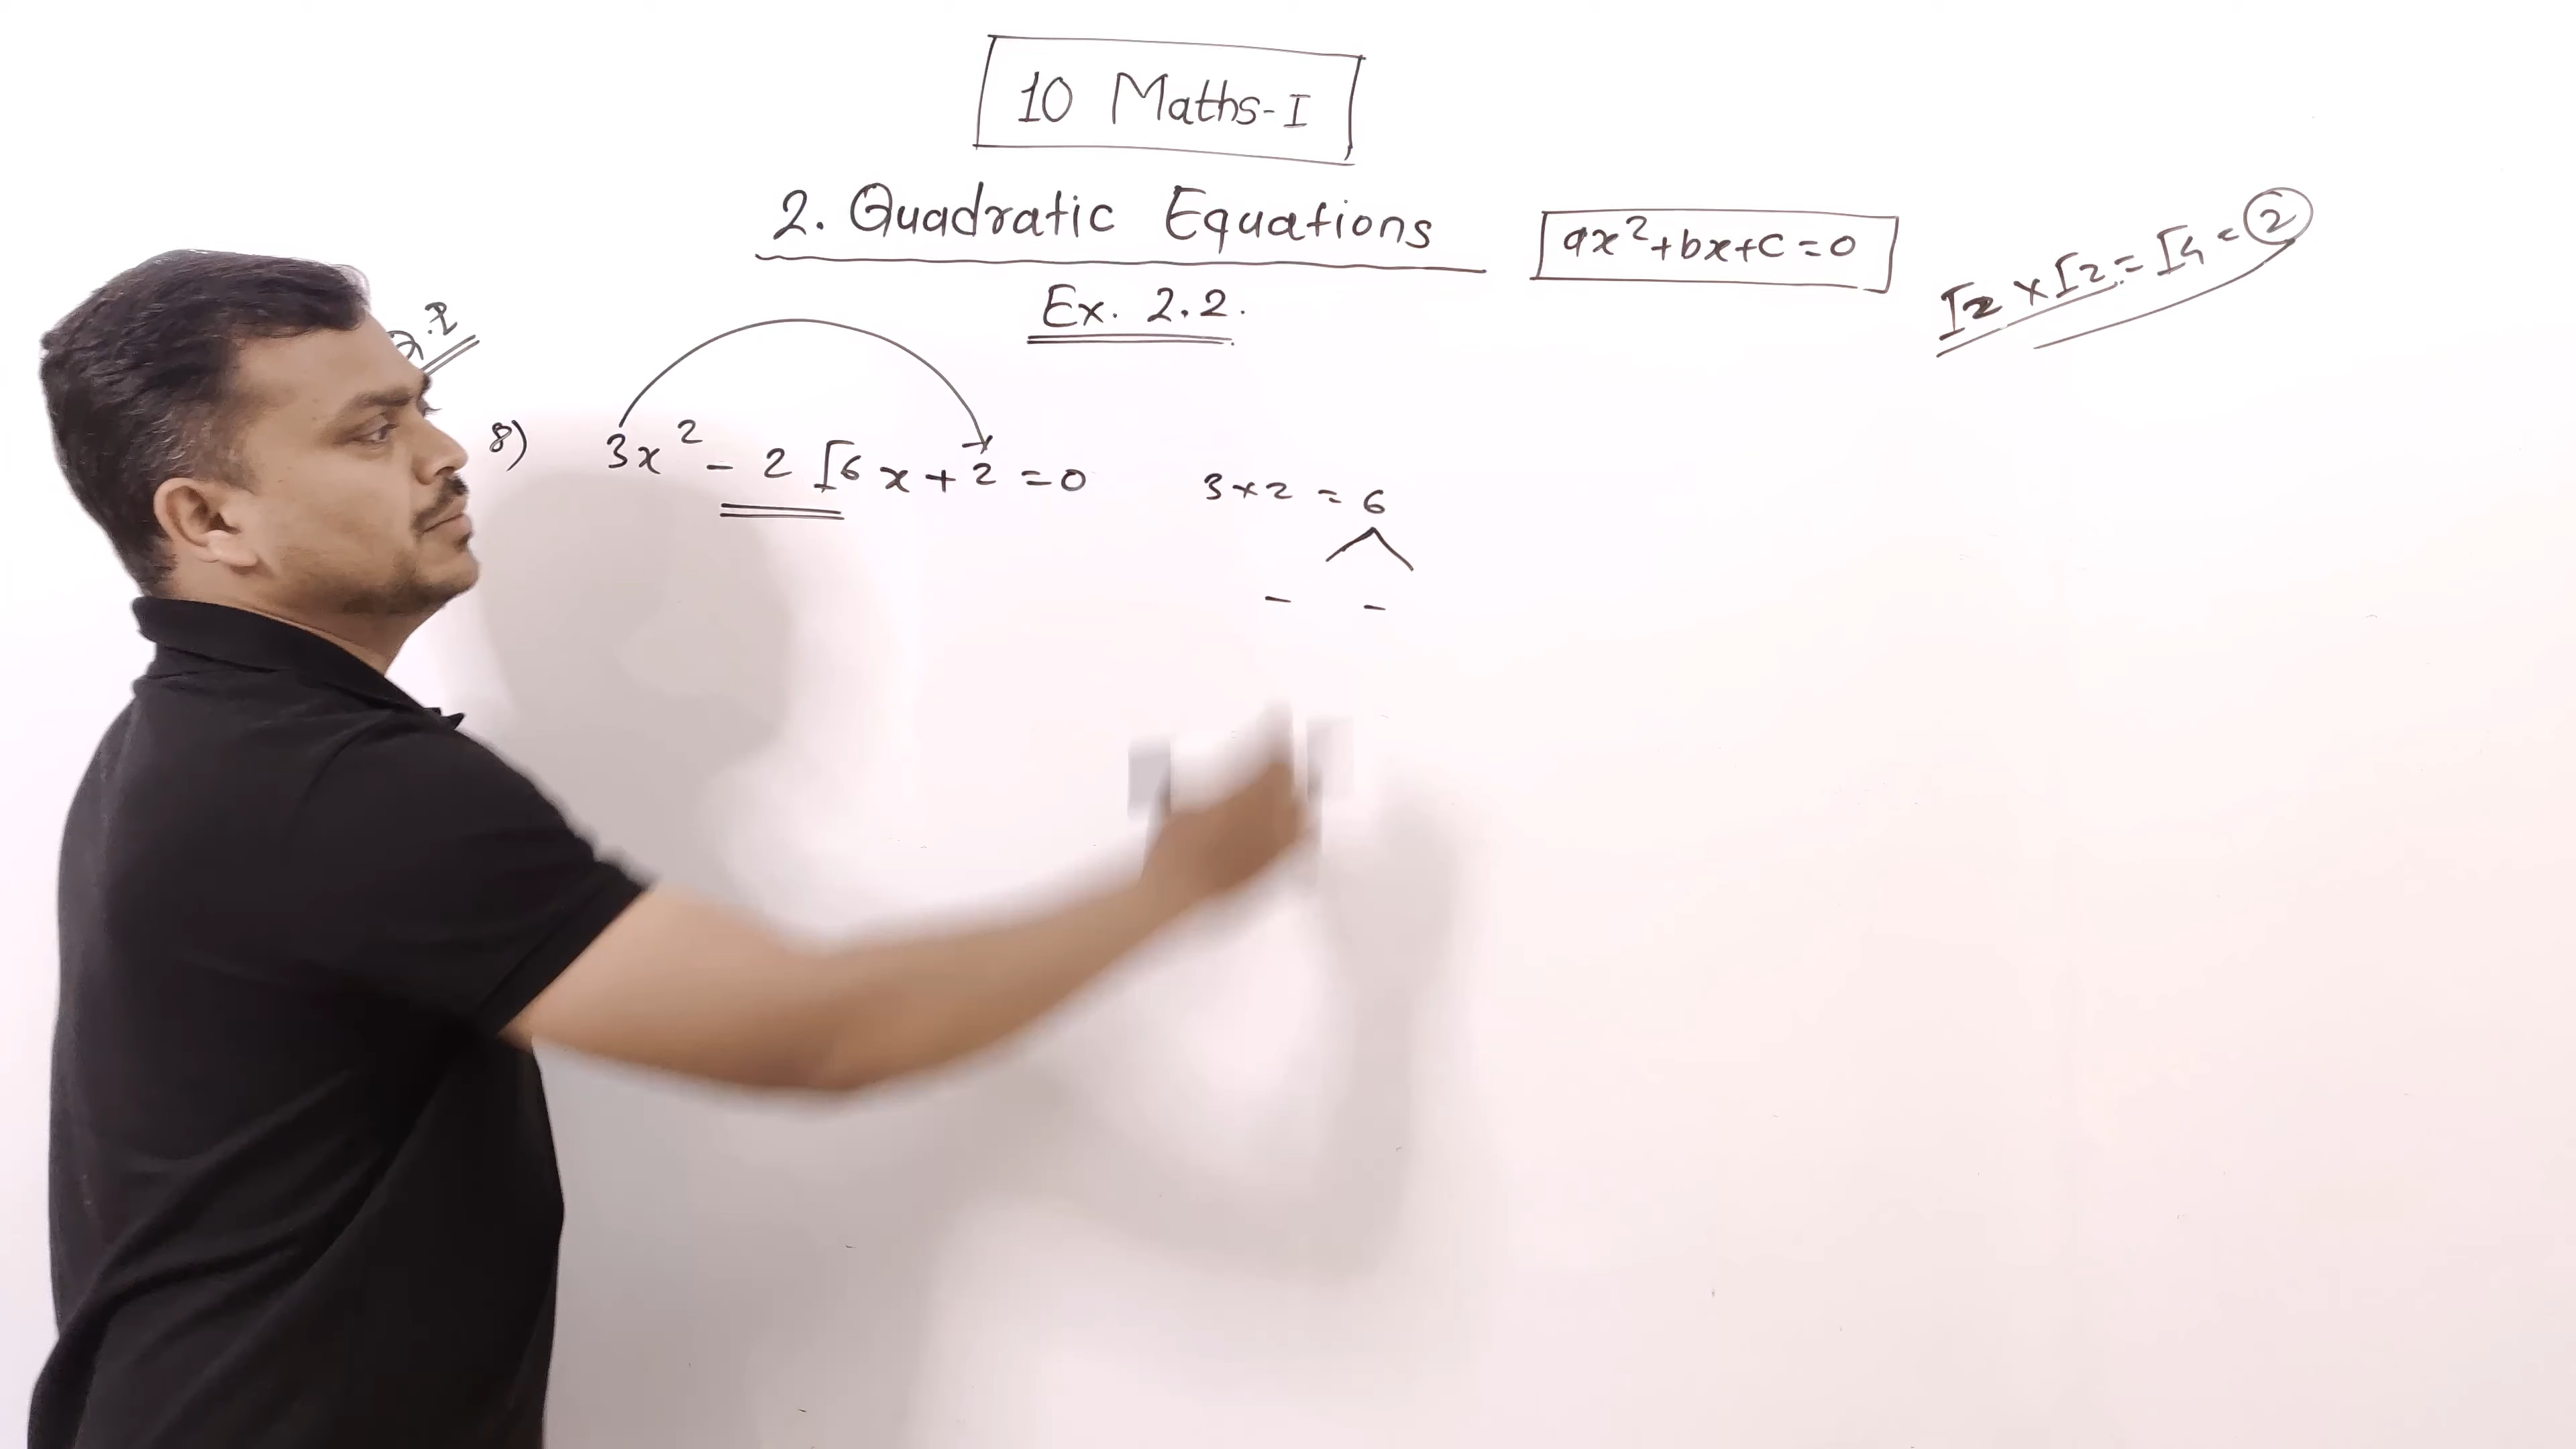 10 Maths-I
2. Quadratic Equations
ax²+bx+c=0
√2 × √2 = √4 = 2
Ex. 2.2.
8) 3x² - 2√6 x + 2 = 0
3×2 = 6
- -